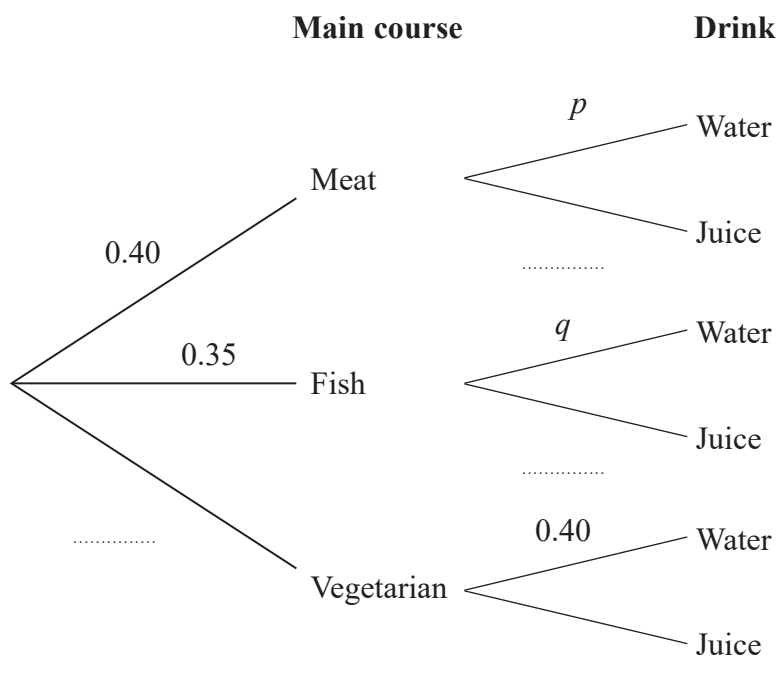 Main course Drink
p
Water
Meat
0.40
Juice
...............
q
0.35
Water
Fish
Juice
...............
0.40
...............
Water
Vegetarian
Juice